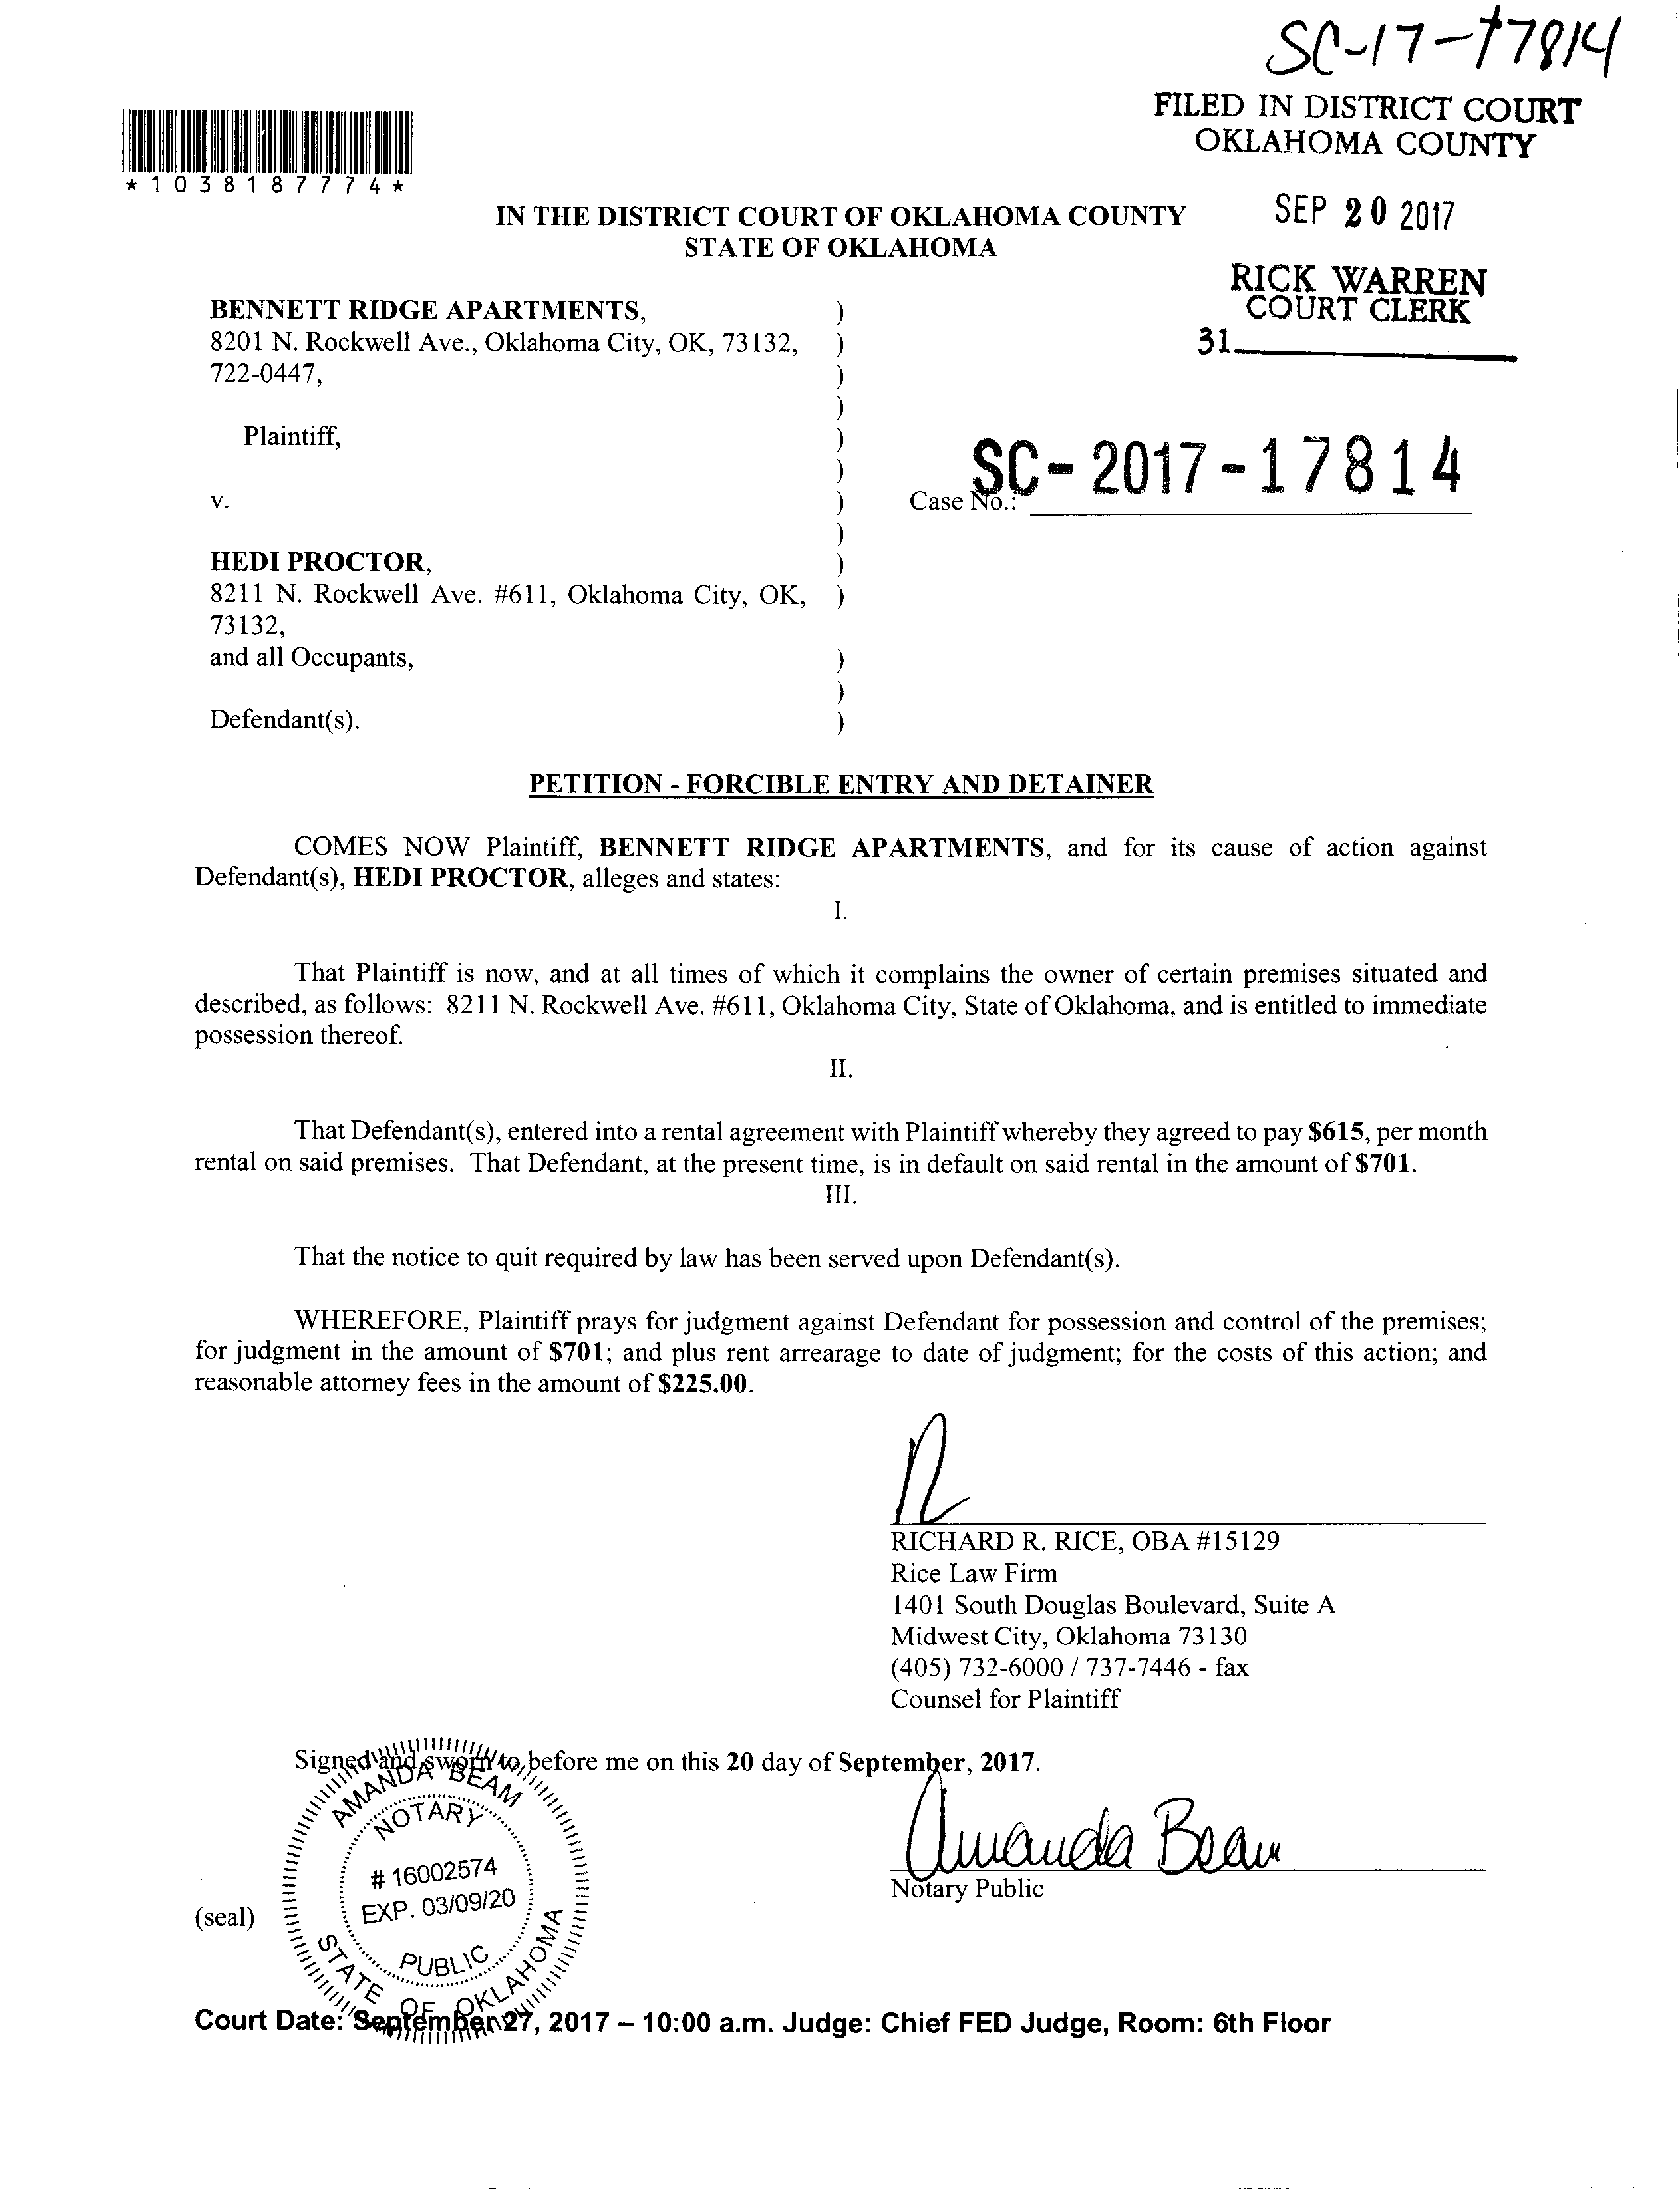 SC-17-17814
FILED IN DISTRICT COURT
OKLAHOMA COUNTY
*1038187774*
SEP 20 2017
IN THE DISTRICT COURT OF OKLAHOMA COUNTY
STATE OF OKLAHOMA
RICK WARREN
COURT CLERK
31
BENNETT RIDGE APARTMENTS, )
8201 N. Rockwell Ave., Oklahoma City, OK, 73132, )
722-0447, )
)
Plaintiff, )
)
SC-2017-17814
v. ) Case No.:
)
HEDI PROCTOR, )
8211 N. Rockwell Ave. #611, Oklahoma City, OK, )
73132,
and all Occupants, )
)
Defendant(s). )
PETITION - FORCIBLE ENTRY AND DETAINER
COMES NOW Plaintiff, BENNETT RIDGE APARTMENTS, and for its cause of action against
Defendant(s), HEDI PROCTOR, alleges and states:
I.
That Plaintiff is now, and at all times of which it complains the owner of certain premises situated and
described, as follows: 8211 N. Rockwell Ave. #611, Oklahoma City, State of Oklahoma, and is entitled to immediate
possession thereof.
II.
That Defendant(s), entered into a rental agreement with Plaintiff whereby they agreed to pay $615, per month
rental on said premises. That Defendant, at the present time, is in default on said rental in the amount of $701.
III.
That the notice to quit required by law has been served upon Defendant(s).
WHEREFORE, Plaintiff prays for judgment against Defendant for possession and control of the premises;
for judgment in the amount of $701; and plus rent arrearage to date of judgment; for the costs of this action; and
reasonable attorney fees in the amount of $225.00.
RICHARD R. RICE, OBA #15129
Rice Law Firm
1401 South Douglas Boulevard, Suite A
Midwest City, Oklahoma 73130
(405) 732-6000 / 737-7446 - fax
Counsel for Plaintiff
Signed and sworn to before me on this 20 day of September, 2017.
Amanda Beam
Notary Public
(seal)
AMANDA BEAM
NOTARY
# 16002574
EXP. 03/09/20
PUBLIC
STATE OF OKLAHOMA
Court Date: September 27, 2017 – 10:00 a.m. Judge: Chief FED Judge, Room: 6th Floor